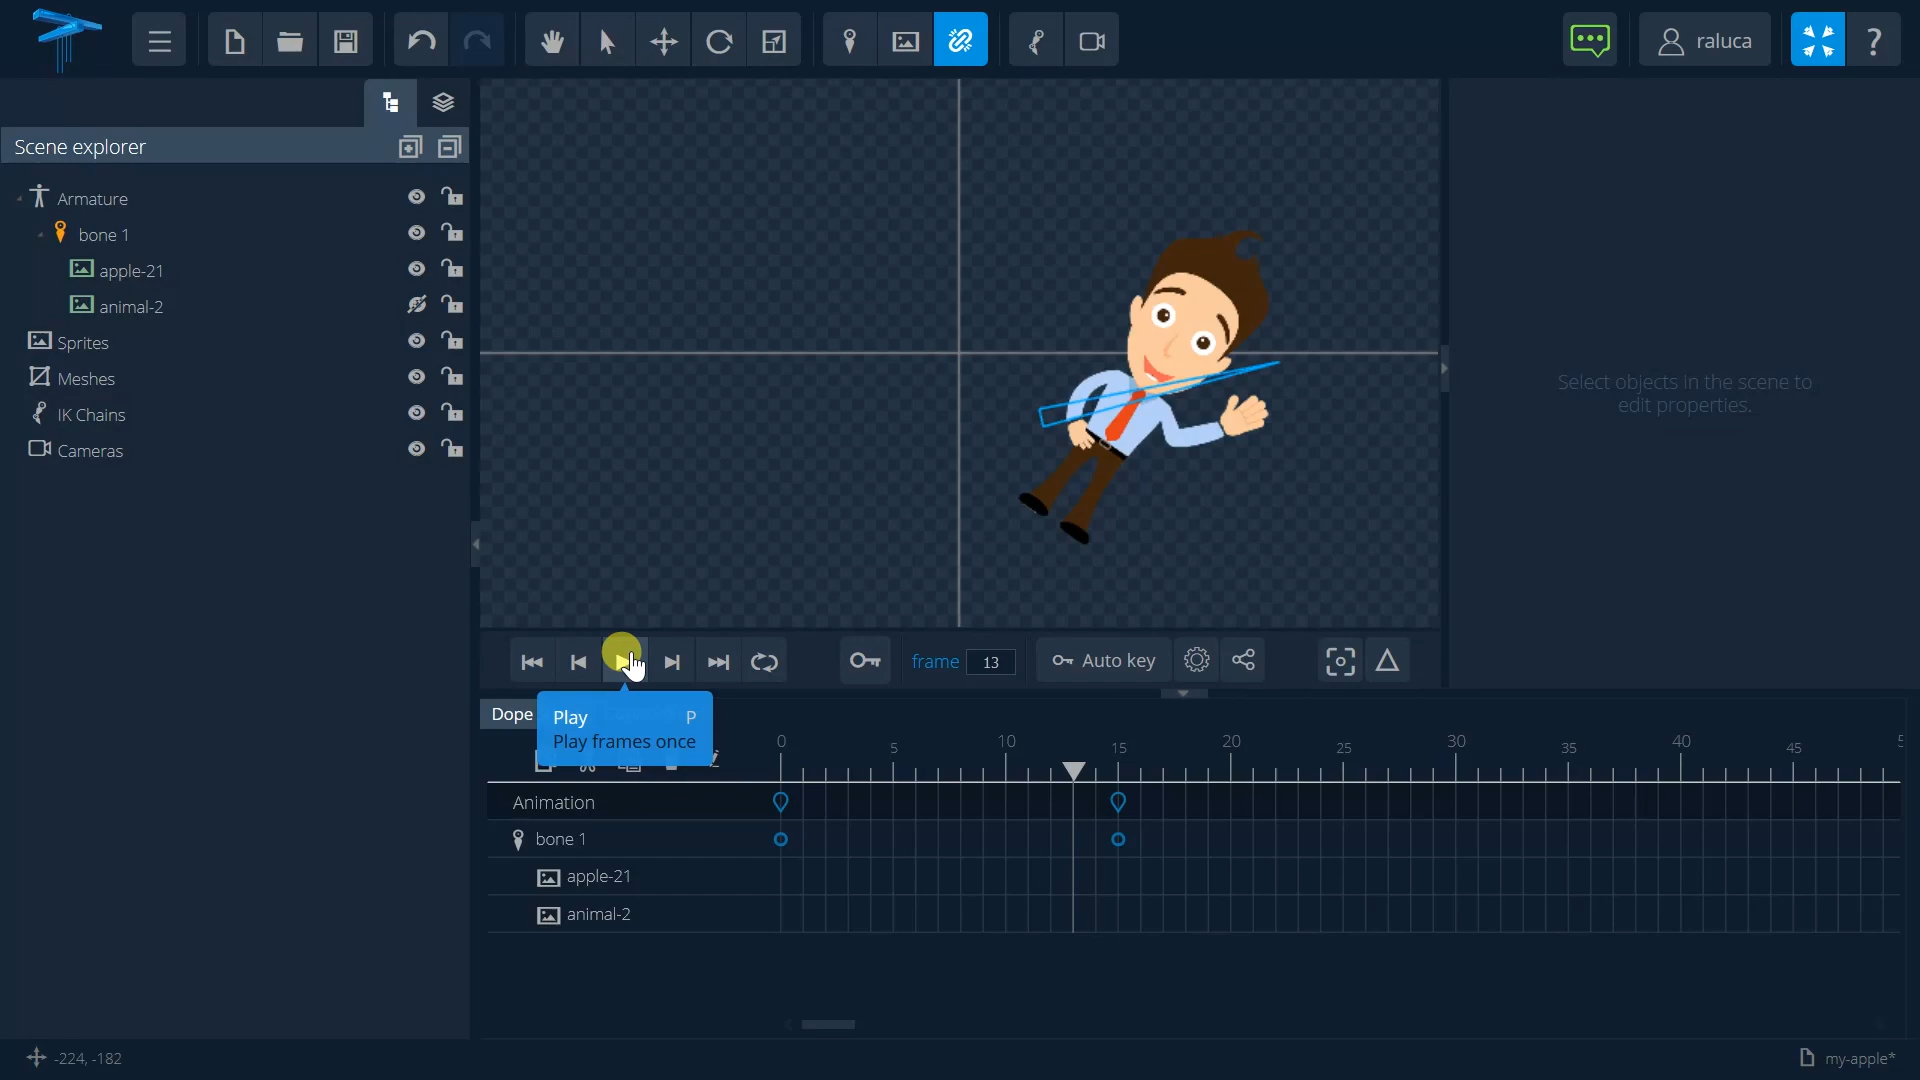 raluca
?
Scene explorer
Armature
bone 1
apple-21
animal-2
Sprites
Meshes
IK Chains
Cameras
Select objects in the scene to
edit properties.
frame 13 Auto key
Dope
Play P
Play frames once
0 5 10 15 20 25 30 35 40 45
Animation
bone 1
apple-21
animal-2
-224, -182
my-apple*